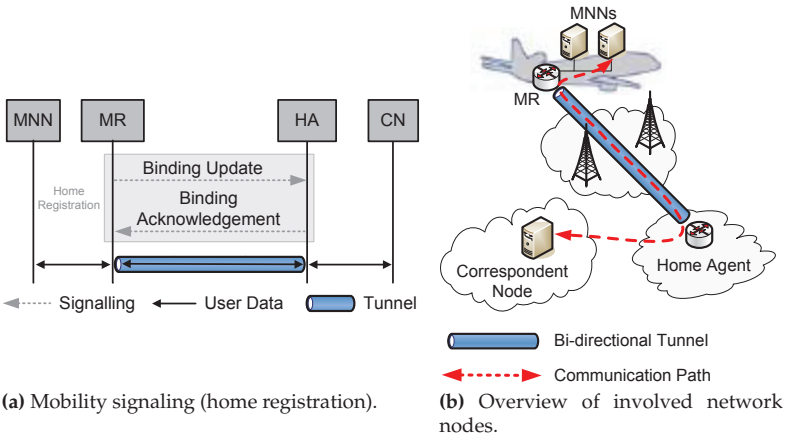 MNN
MR
HA
CN
Binding Update
Home
Registration
Binding
Acknowledgement
Signalling
User Data
Tunnel
(a) Mobility signaling (home registration).
MNNs
MR
Correspondent
Node
Home Agent
Bi-directional Tunnel
Communication Path
(b) Overview of involved network
nodes.